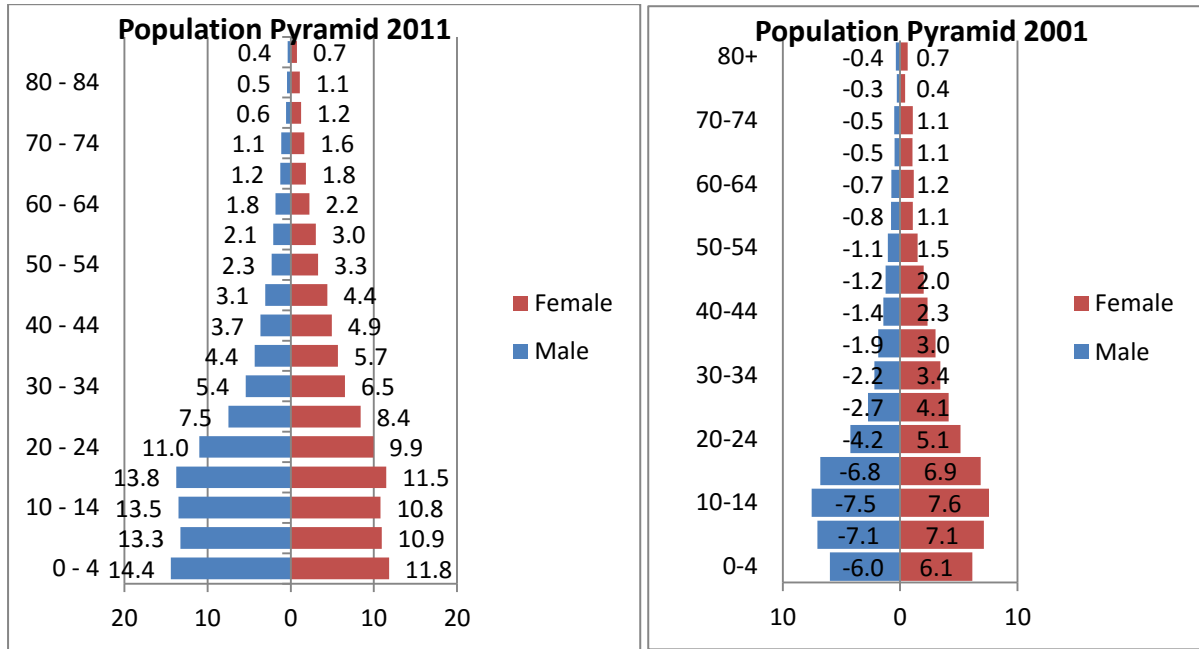 Population Pyramid 2011
0.4 0.7
80 - 84 0.5 1.1
0.6 1.2
70 - 74 1.1 1.6
1.2 1.8
60 - 64 1.8 2.2
2.1 3.0
50 - 54 2.3 3.3
3.1 4.4
40 - 44 3.7 4.9
4.4 5.7
30 - 34 5.4 6.5
7.5 8.4
20 - 24 11.0 9.9
13.8 11.5
10 - 14 13.5 10.8
13.3 10.9
0 - 4 14.4 11.8
20 10 0 10 20
Female
Male
Population Pyramid 2001
80+ -0.4 0.7
-0.3 0.4
70-74 -0.5 1.1
-0.5 1.1
60-64 -0.7 1.2
-0.8 1.1
50-54 -1.1 1.5
-1.2 2.0
40-44 -1.4 2.3
-1.9 3.0
30-34 -2.2 3.4
-2.7 4.1
20-24 -4.2 5.1
-6.8 6.9
10-14 -7.5 7.6
-7.1 7.1
0-4 -6.0 6.1
10 0 10
Female
Male